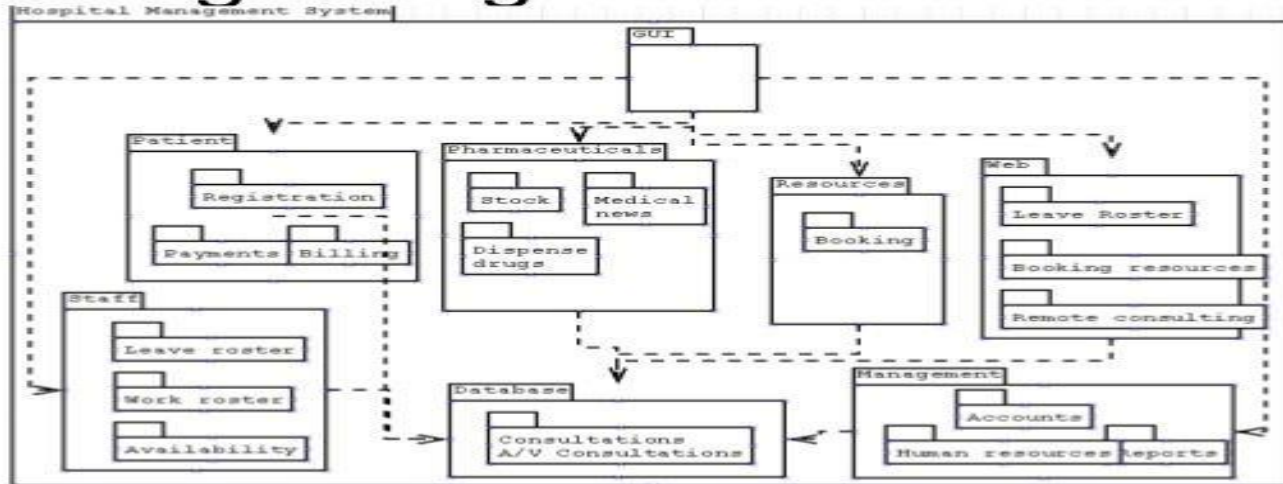 Hospital Management System
GUI
Patient
Registration
Payments
Billing
Pharmaceuticals
Stock
Medical
news
Dispense
drugs
Resources
Booking
Web
Leave Roster
Booking resources
Remote consulting
Staff
Leave roster
Work roster
Availability
Database
Consultations
A/V Consultations
Management
Accounts
Human resources
Reports